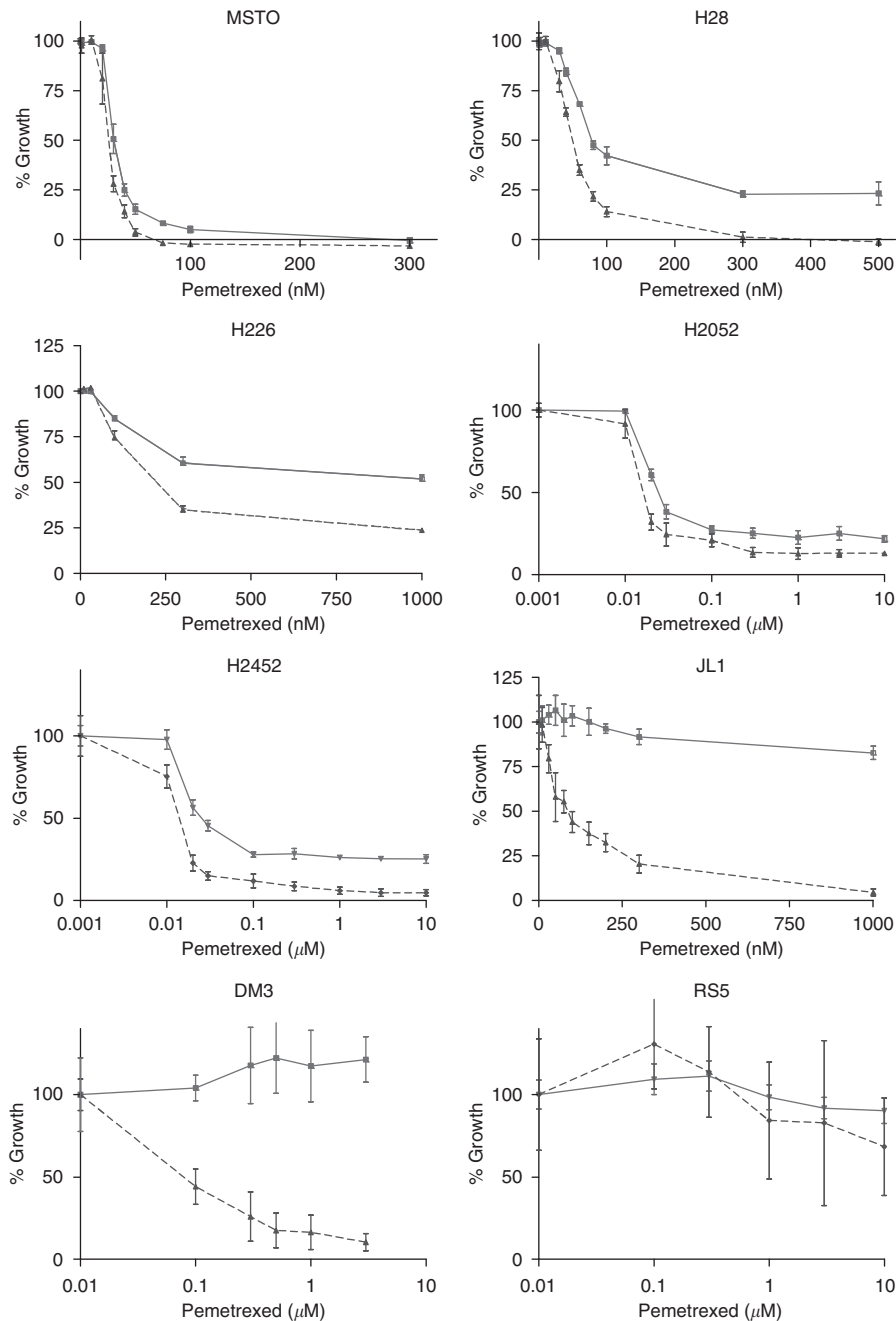 MSTO
H28
100
75
50
25
0
% Growth
100
200
300
Pemetrexed (nM)
100
75
50
25
0
% Growth
100
200
300
400
500
Pemetrexed (nM)
H226
H2052
125
100
75
50
25
0
% Growth
0
250
500
750
1000
Pemetrexed (nM)
100
50
0
% Growth
0.001
0.01
0.1
1
10
Pemetrexed (μM)
H2452
JL1
100
50
0
% Growth
0.001
0.01
0.1
1
10
Pemetrexed (μM)
125
100
75
50
25
0
% Growth
0
250
500
750
1000
Pemetrexed (nM)
DM3
RS5
100
50
0
% Growth
0.01
0.1
1
10
Pemetrexed (μM)
100
50
0
% Growth
0.01
0.1
1
10
Pemetrexed (μM)